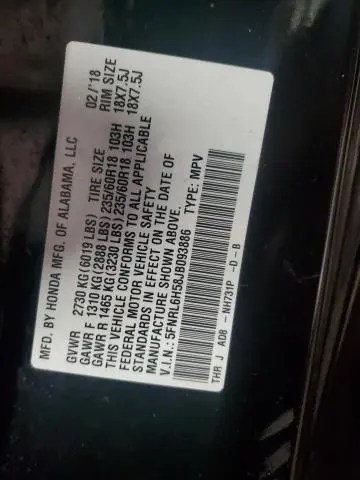 MFD. BY HONDA MFG. OF ALABAMA, LLC 02/'18
GVWR 2730 KG(6019 LBS) TIRE SIZE RIM SIZE
GAWR F 1310 KG(2888 LBS)235/60R18 103H 18X7.5J
GAWR R 1465 KG(3230 LBS)235/60R18 103H 18X7.5J
THIS VEHICLE CONFORMS TO ALL APPLICABLE
FEDERAL MOTOR VEHICLE SAFETY
STANDARDS IN EFFECT ON THE DATE OF
MANUFACTURE SHOWN ABOVE.
V.I.N.: 5FNRL6H58JB093886 TYPE: MPV
THR J AD8 - NH731P - D - B